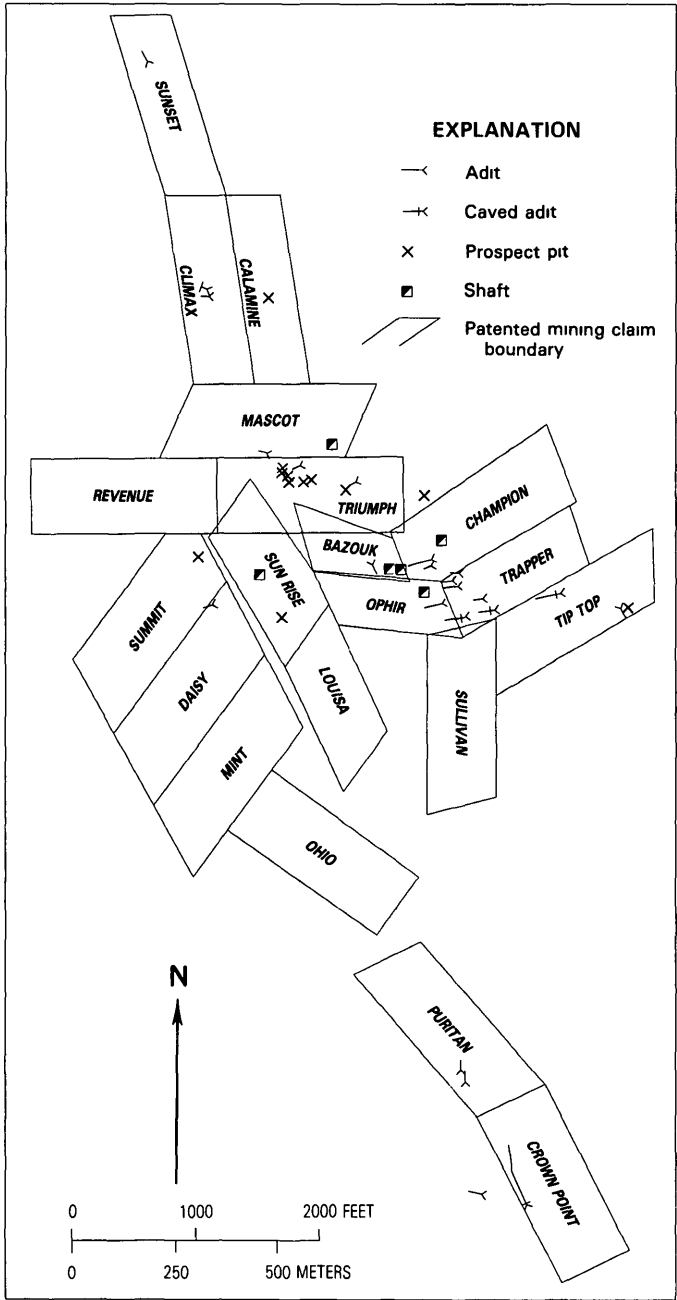 SUNSET
EXPLANATION
Adit
Caved adit
Prospect pit
Shaft
Patented mining claim
boundary
CLIMAX
CALAMINE
MASCOT
REVENUE
TRIUMPH
CHAMPION
BAZOUK
SUN RISE
TRAPPER
OPHIR
TIP TOP
SUMMIT
DAISY
LOUISA
SULLIVAN
MINT
OHIO
N
PURITAN
CROWN POINT
0 1000 2000 FEET
0 250 500 METERS